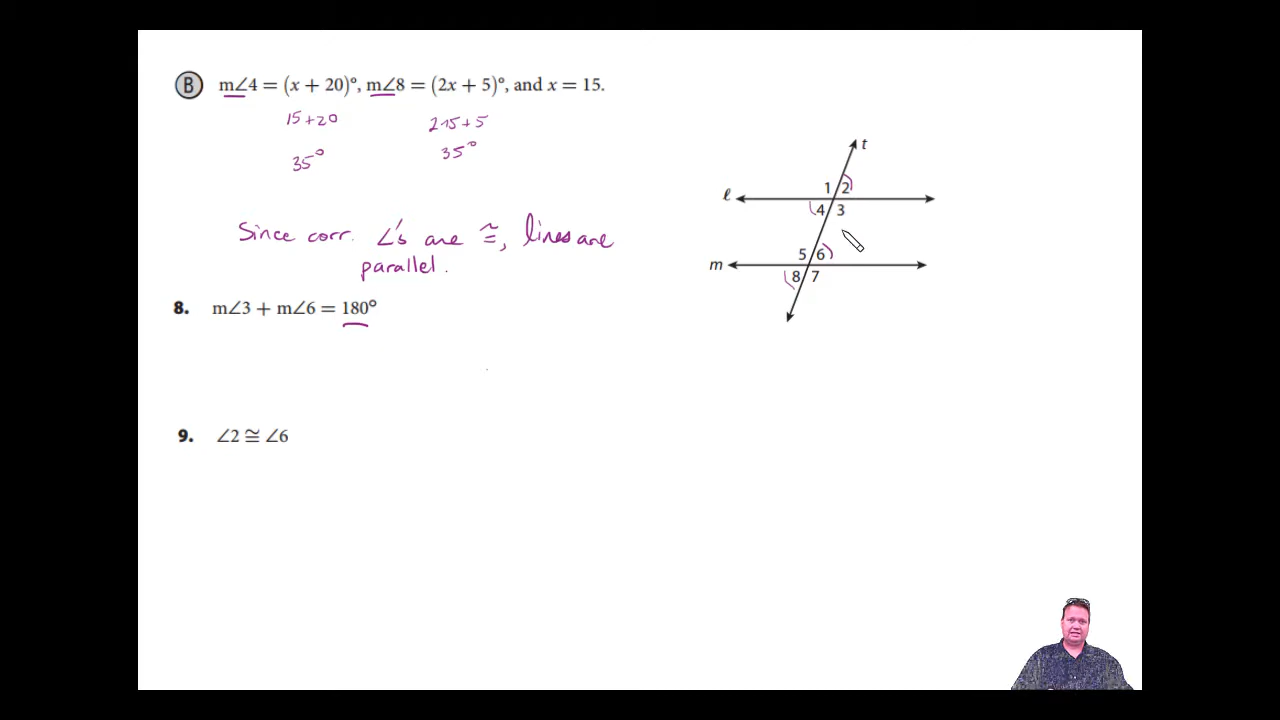 B m∠4 = (x + 20)°, m∠8 = (2x + 5)°, and x = 15.
15+20 2·15+5
35° 35°
Since corr. ∠'s are ≅, lines are
parallel.
8. m∠3 + m∠6 = 180°
9. ∠2 ≅ ∠6
t
ℓ 1 2
4 3
5 6
m
8 7